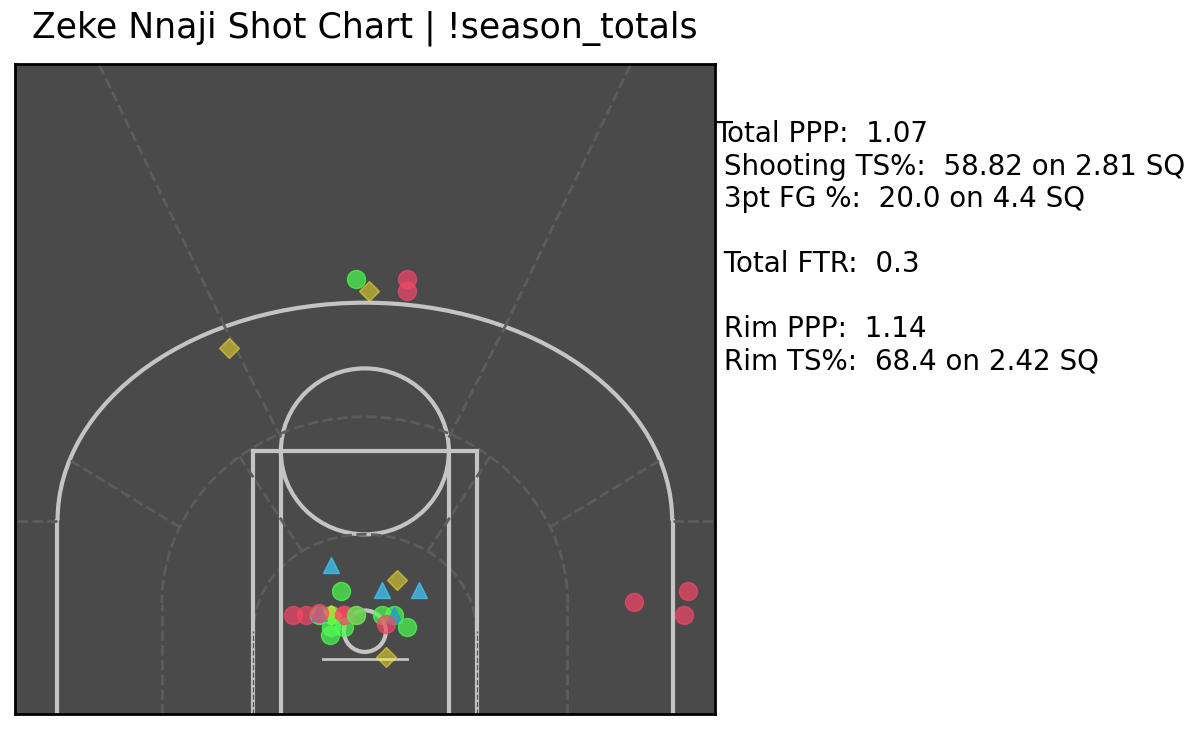 Zeke Nnaji Shot Chart | !season_totals
Total PPP: 1.07
Shooting TS%: 58.82 on 2.81 SQ
3pt FG %: 20.0 on 4.4 SQ
Total FTR: 0.3
Rim PPP: 1.14
Rim TS%: 68.4 on 2.42 SQ